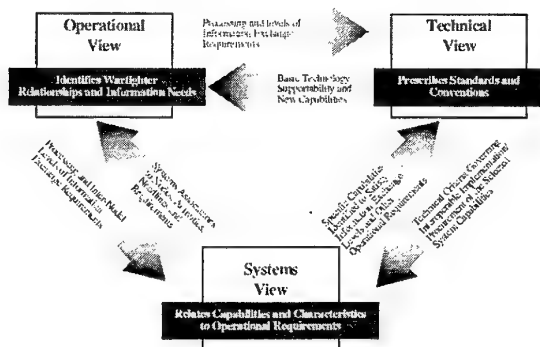 Operational
View
Identifies Warfighter
Relationships and Information Needs
Processing and levels of
Information Exchange
Requirements
Technical
View
Prescribes Standards and
Conventions
Basic Technology
Supportability and
New Capabilities
Processing and Inter-Nodal
Levels of Information
Exchange Requirements
Systems Associations
to Nodes, Activities,
Needlines and
Requirements
Specific Capabilities
Identified to Satisfy
Information Exchange
Levels and Other
Operational Requirements
Technical Criteria Governing
Interoperable Implementation/
Procurement of the Selected
System Capabilities
Systems
View
Relates Capabilities and Characteristics
to Operational Requirements